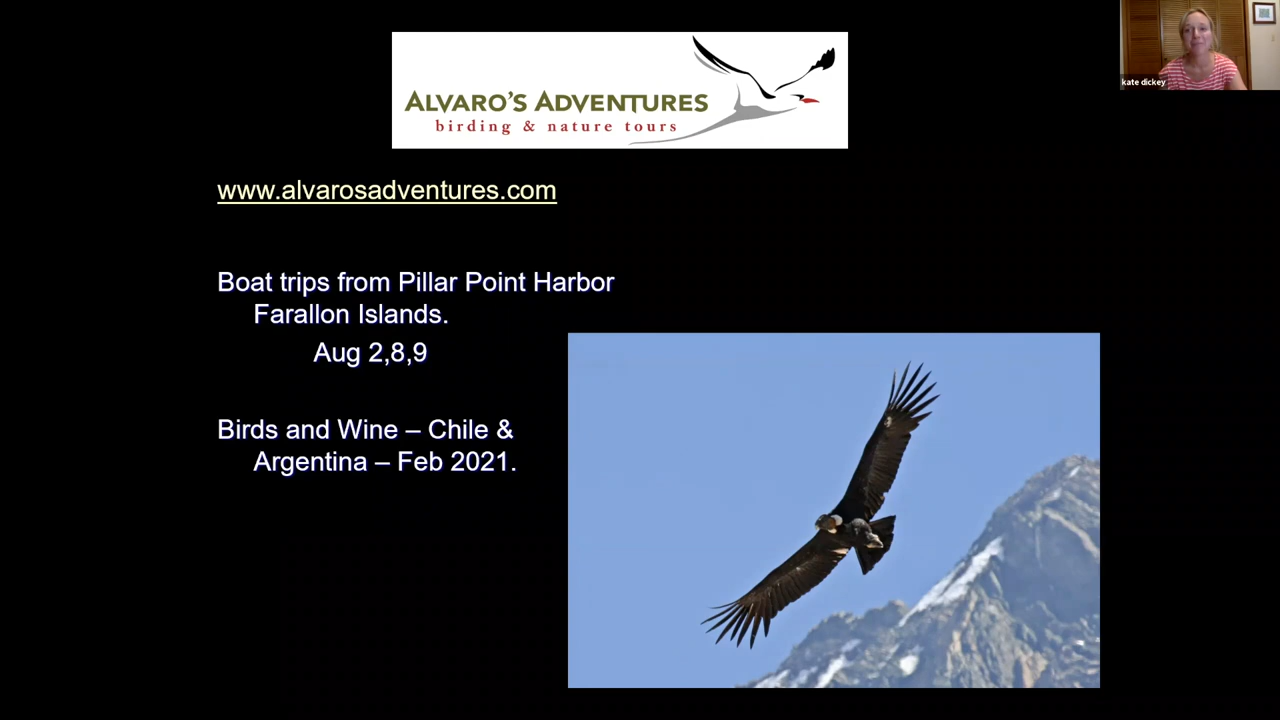 ALVARO'S ADVENTURES
birding & nature tours
kate dickey
www.alvarosadventures.com
Boat trips from Pillar Point Harbor
Farallon Islands.
Aug 2,8,9
Birds and Wine – Chile &
Argentina – Feb 2021.